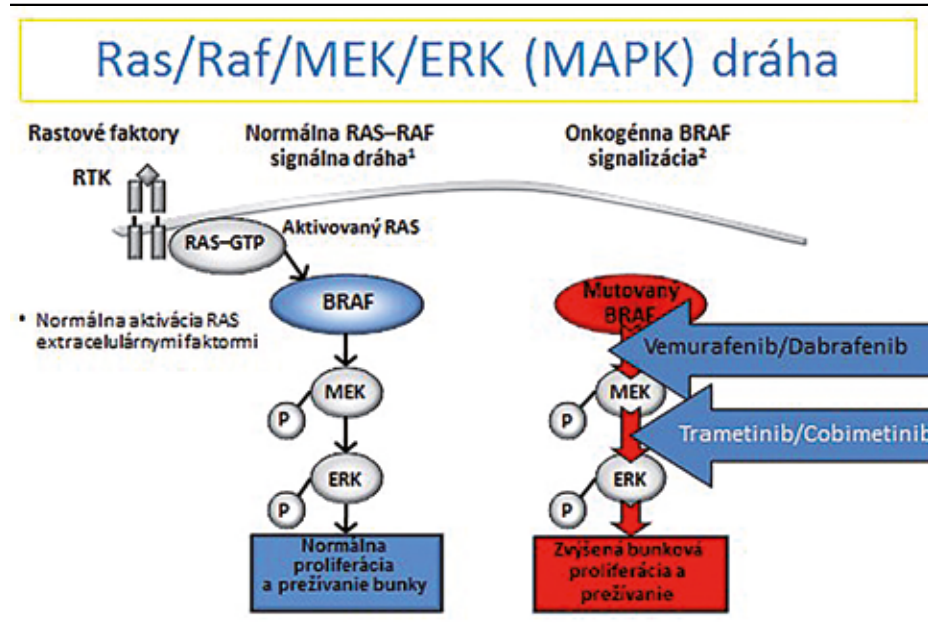 Ras/Raf/MEK/ERK (MAPK) dráha
Rastové faktory
RTK
Normálna RAS–RAF
signálna dráha¹
Onkogénna BRAF
signalizácia²
RAS–GTP
Aktivovaný RAS
BRAF
• Normálna aktivácia RAS
extracelulárnymi faktormi
MEK
P
ERK
P
Normálna
proliferácia
a prežívanie bunky
Mutovaný
BRAF
Vemurafenib/Dabrafenib
MEK
P
Trametinib/Cobimetinib
ERK
P
Zvýšená bunková
proliferácia a
prežívanie